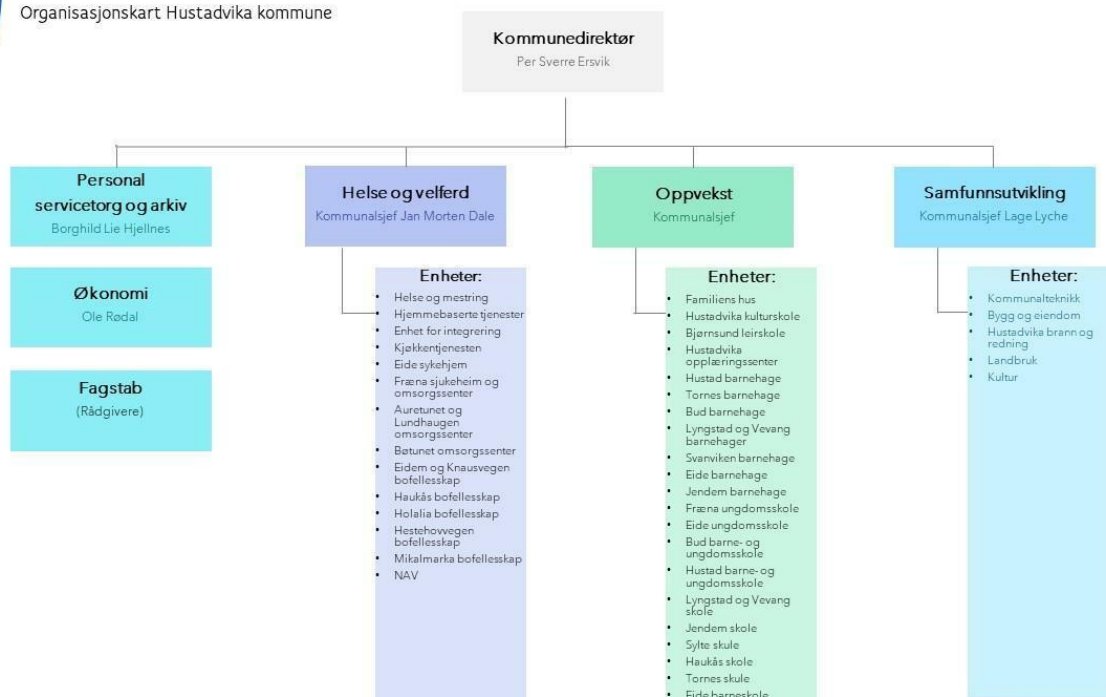 Organisasjonskart Hustadvika kommune
Kommunedirektør
Per Sverre Ersvik
Personal
servicetorg og arkiv
Borghild Lie Hjellnes
Økonomi
Ole Rødal
Fagstab
(Rådgivere)
Helse og velferd
Kommunalsjef Jan Morten Dale
Enheter:
• Helse og mestring
• Hjemmebaserte tjenester
• Enhet for integrering
• Kjøkkentjenesten
• Eide sykehjem
• Fræna sjukeheim og
omsorgssenter
• Auretunet og
Lundhaugen
omsorgssenter
• Bøtunet omsorgssenter
• Eidem og Knausvegen
bofellesskap
• Haukås bofellesskap
• Holalia bofellesskap
• Hestehovvegen
bofellesskap
• Mikalmarka bofellesskap
• NAV
Oppvekst
Kommunalsjef
Enheter:
• Familiens hus
• Hustadvika kulturskole
• Bjørnsund leirskole
• Hustadvika
opplæringssenter
• Hustad barnehage
• Tornes barnehage
• Bud barnehage
• Lyngstad og Vevang
barnehager
• Svanviken barnehage
• Eide barnehage
• Jendem barnehage
• Fræna ungdomsskole
• Eide ungdomsskole
• Bud barne- og
ungdomsskole
• Hustad barne- og
ungdomsskole
• Lyngstad og Vevang
skole
• Jendem skole
• Sylte skule
• Haukås skole
• Tornes skule
• Eide barneskole
Samfunnsutvikling
Kommunalsjef Lage Lyche
Enheter:
• Kommunalteknikk
• Bygg og eiendom
• Hustadvika brann og
redning
• Landbruk
• Kultur